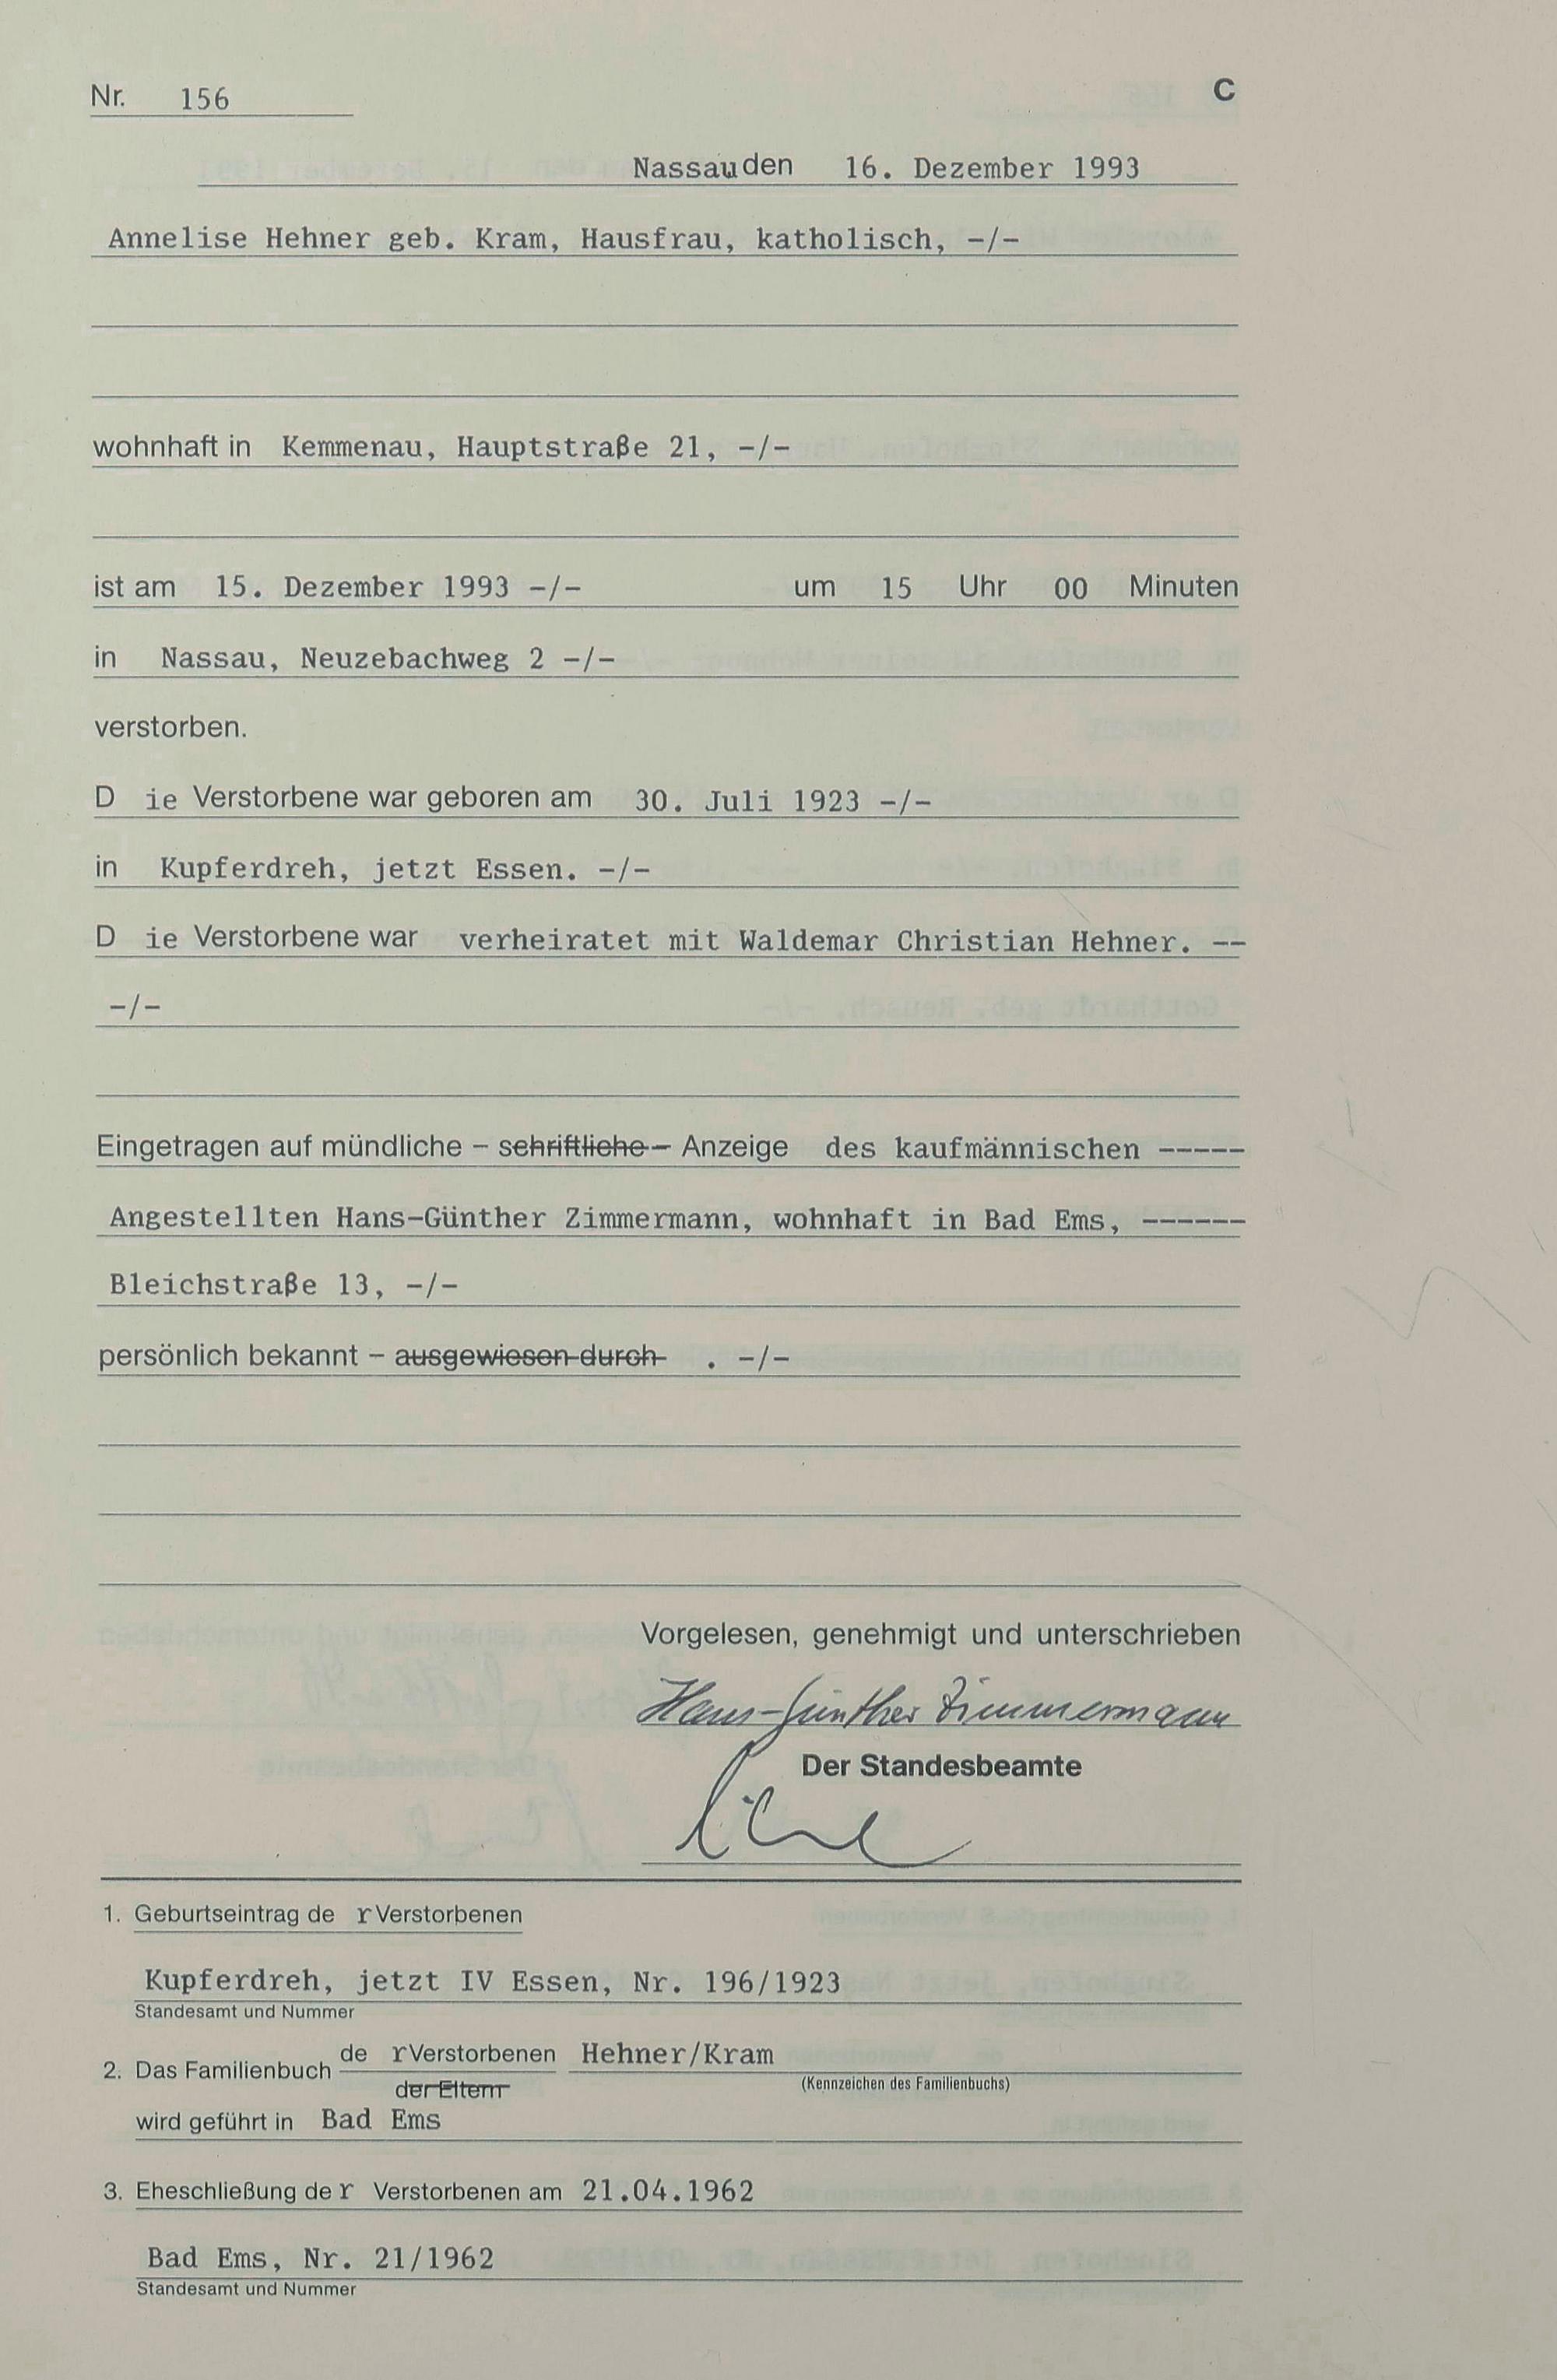 Nr. 156 C
Nassau den 16. Dezember 1993
Annelise Hehner geb. Kram, Hausfrau, katholisch, -/-
wohnhaft in Kemmenau, Hauptstraße 21, -/-
ist am 15. Dezember 1993 -/- um 15 Uhr 00 Minuten
in Nassau, Neuzebachweg 2 -/-
verstorben.
D ie Verstorbene war geboren am 30. Juli 1923 -/-
in Kupferdreh, jetzt Essen. -/-
D ie Verstorbene war verheiratet mit Waldemar Christian Hehner. --
-/-
Eingetragen auf mündliche – schriftliche – Anzeige des kaufmännischen -----
Angestellten Hans-Günther Zimmermann, wohnhaft in Bad Ems, ------
Bleichstraße 13, -/-
persönlich bekannt – ausgewiesen durch . -/-
Vorgelesen, genehmigt und unterschrieben
Hans-Günther Zimmermann
Der Standesbeamte
1. Geburtseintrag de r Verstorbenen
Kupferdreh, jetzt IV Essen, Nr. 196/1923
Standesamt und Nummer
2. Das Familienbuch de r Verstorbenen Hehner/Kram
der Eltern (Kennzeichen des Familienbuchs)
wird geführt in Bad Ems
3. Eheschließung de r Verstorbenen am 21.04.1962
Bad Ems, Nr. 21/1962
Standesamt und Nummer